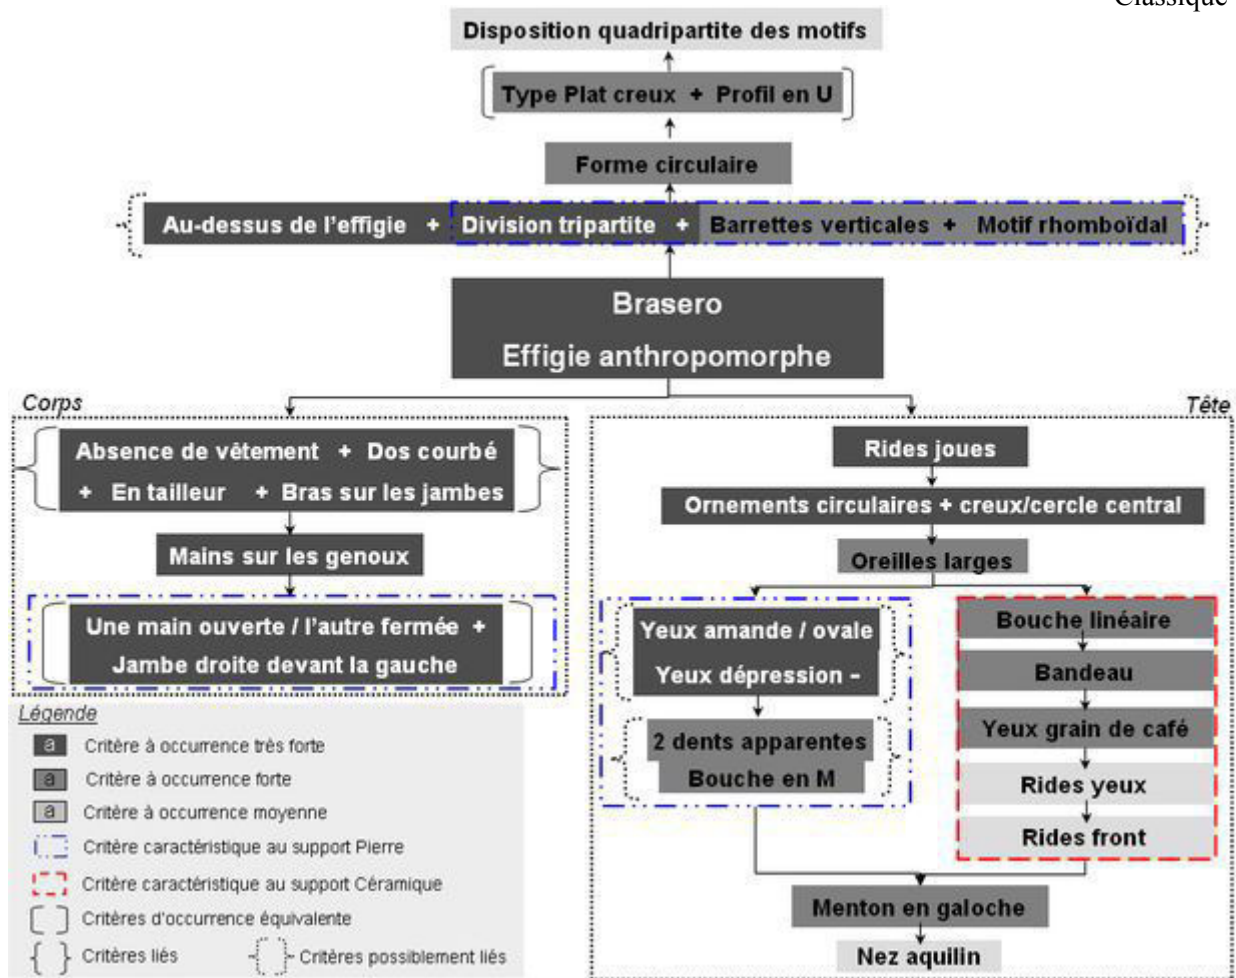 Classique
Disposition quadripartite des motifs
Type Plat creux + Profil en U
Forme circulaire
Au-dessus de l'effigie + Division tripartite + Barrettes verticales + Motif rhomboïdal
Brasero
Effigie anthropomorphe
Corps
Absence de vêtement + Dos courbé
+ En tailleur + Bras sur les jambes
Mains sur les genoux
Une main ouverte / l'autre fermée +
Jambe droite devant la gauche
Tête
Rides joues
Ornements circulaires + creux/cercle central
Oreilles larges
Yeux amande / ovale
Yeux dépression -
2 dents apparentes
Bouche en M
Bouche linéaire
Bandeau
Yeux grain de café
Rides yeux
Rides front
Menton en galoche
Nez aquilin
Légende
a Critère à occurrence très forte
a Critère à occurrence forte
a Critère à occurrence moyenne
Critère caractéristique au support Pierre
Critère caractéristique au support Céramique
Critères d'occurrence équivalente
Critères liés
Critères possiblement liés